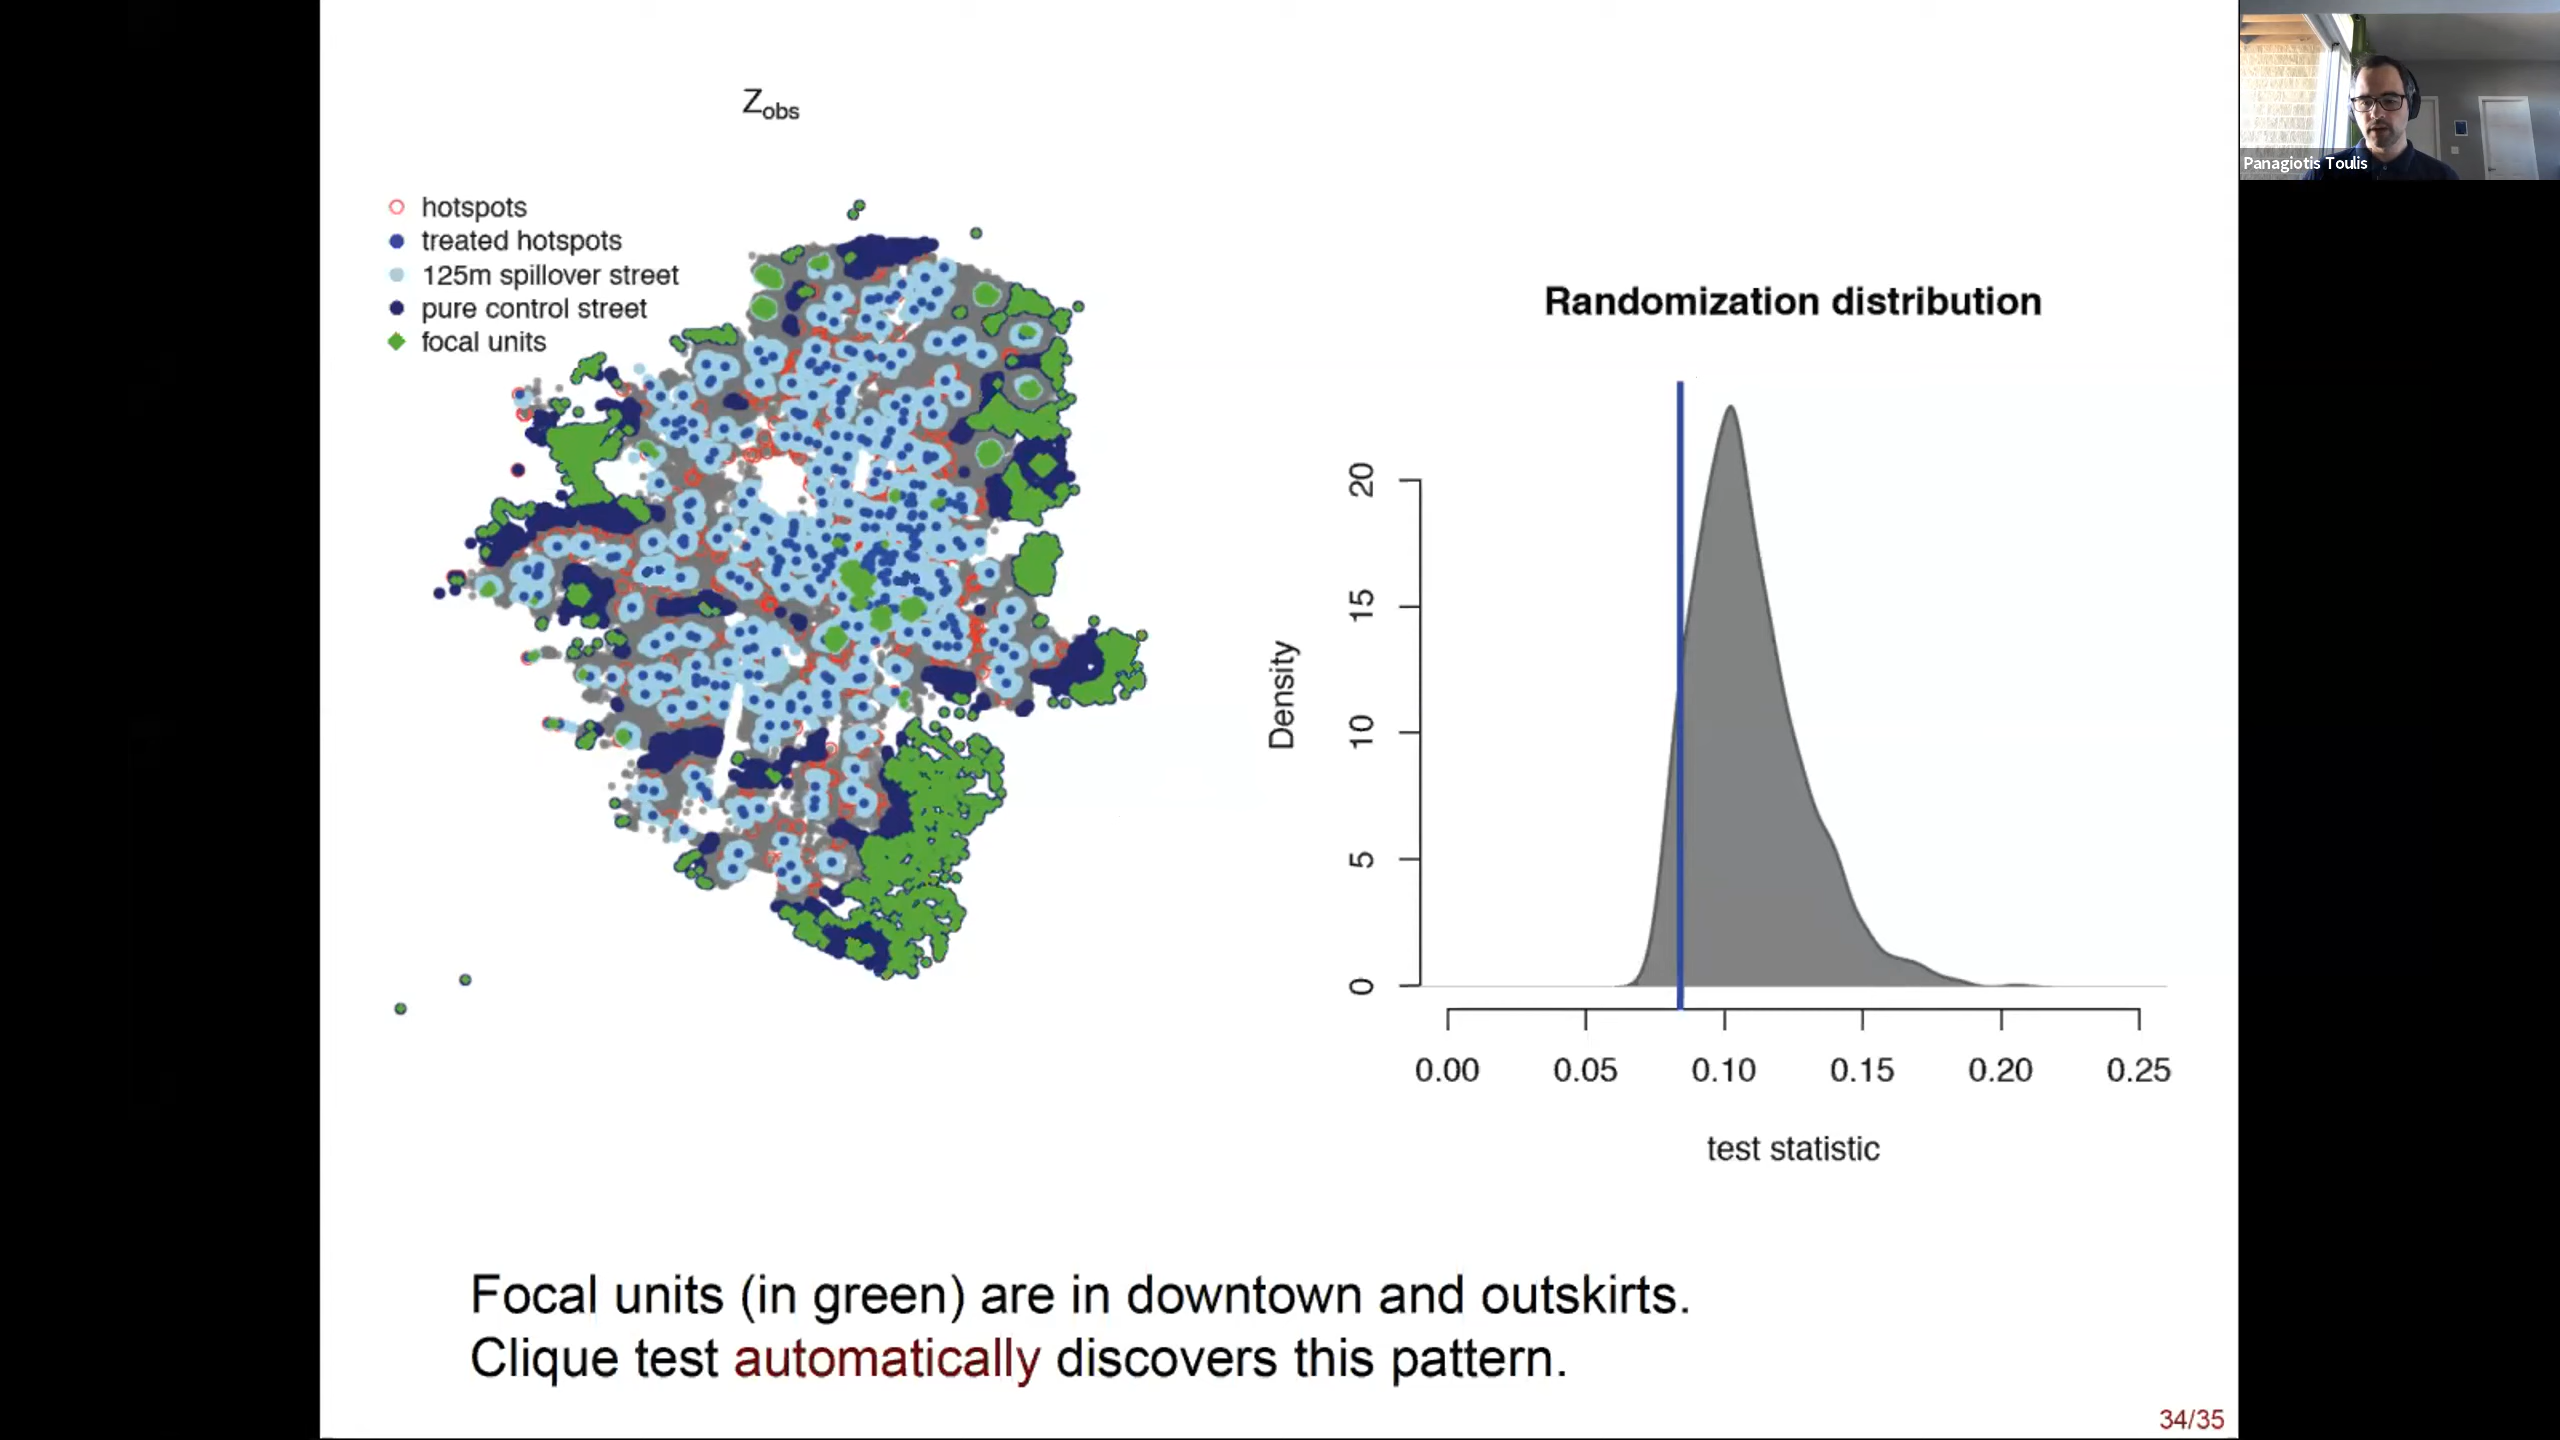 Panagiotis Toulis
Zobs
hotspots
treated hotspots
125m spillover street
pure control street
focal units
Randomization distribution
Density
0
5
10
15
20
0.00 0.05 0.10 0.15 0.20 0.25
test statistic
Focal units (in green) are in downtown and outskirts.
Clique test automatically discovers this pattern.
34/35